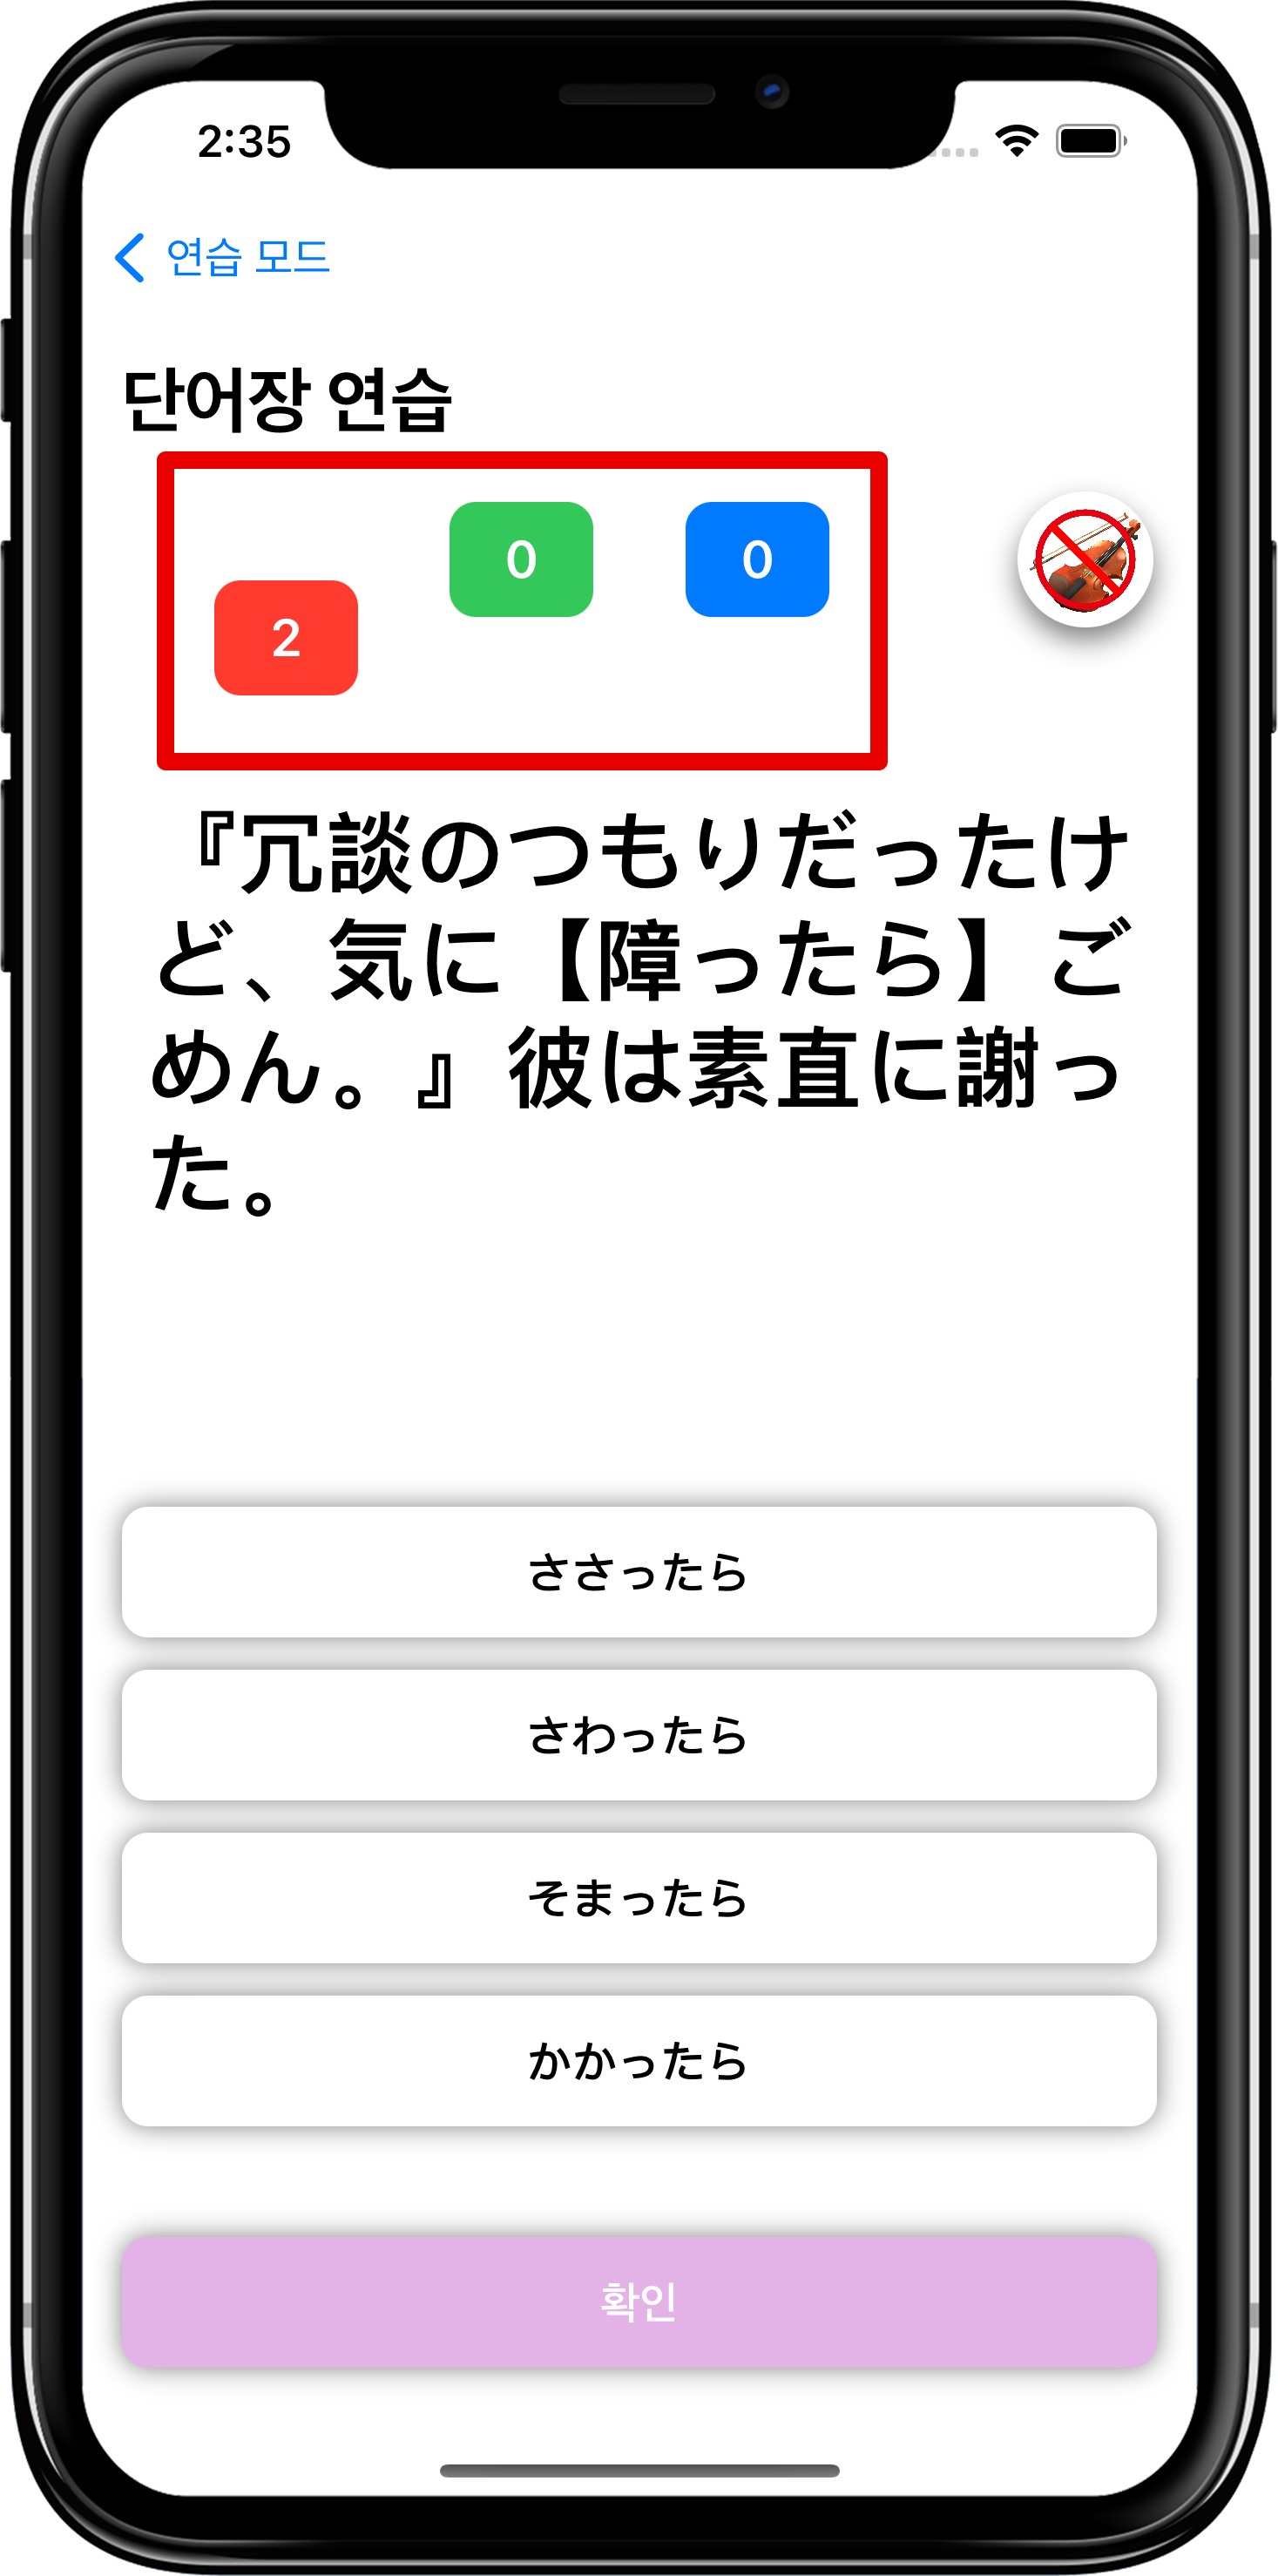 2:35
연습 모드
단어장 연습
0 0
2
『冗談のつもりだったけ
ど、気に【障ったら】ご
めん。』彼は素直に謝っ
た。
ささったら
さわったら
そまったら
かかったら
확인